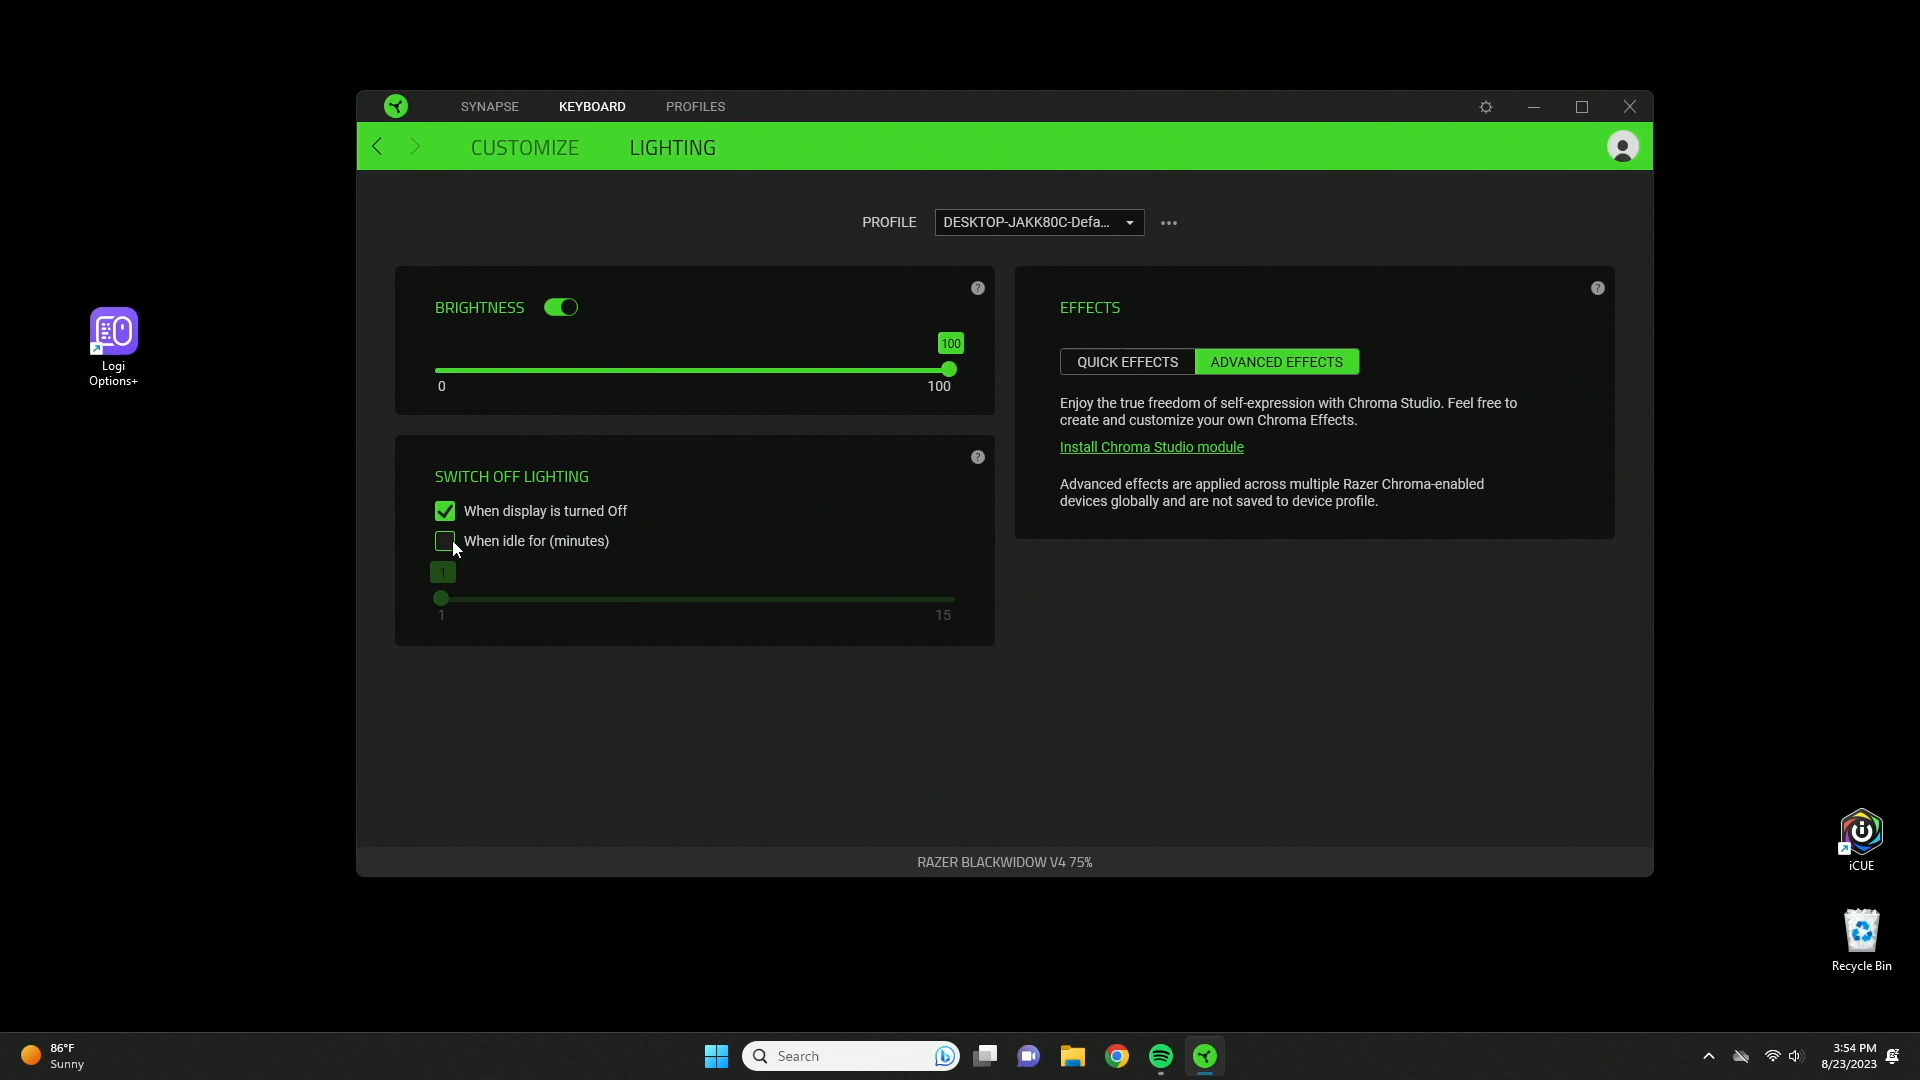 SYNAPSE KEYBOARD PROFILES
CUSTOMIZE LIGHTING
PROFILE DESKTOP-JAKK80C-Defa...
BRIGHTNESS
100
0 100
SWITCH OFF LIGHTING
When display is turned Off
When idle for (minutes)
1
1 15
EFFECTS
QUICK EFFECTS ADVANCED EFFECTS
Enjoy the true freedom of self-expression with Chroma Studio. Feel free to
create and customize your own Chroma Effects.
Install Chroma Studio module
Advanced effects are applied across multiple Razer Chroma-enabled
devices globally and are not saved to device profile.
RAZER BLACKWIDOW V4 75%
Logi
Options+
iCUE
Recycle Bin
86°F
Sunny
Search
3:54 PM
8/23/2023